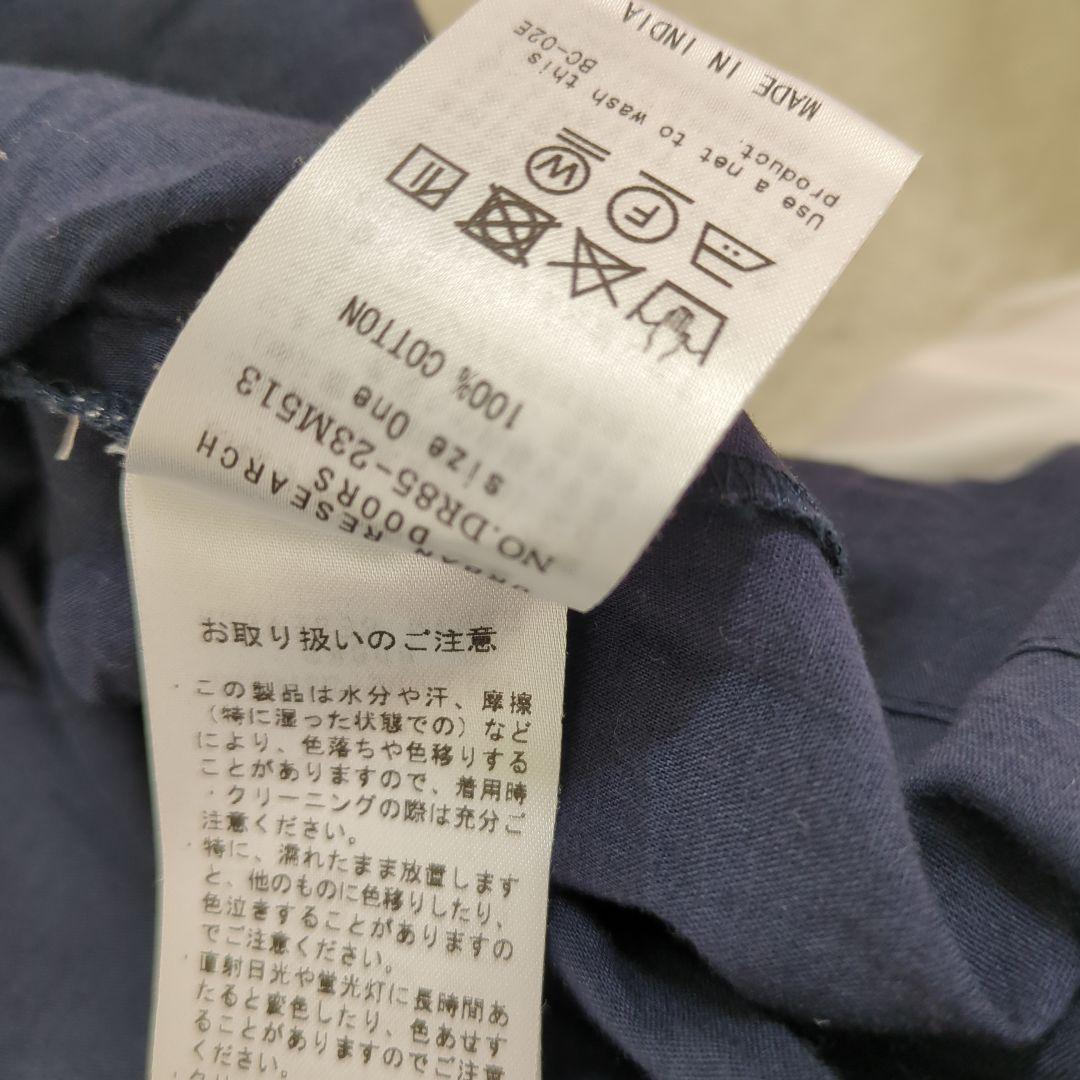 URBAN RESEARCH
DOORS
NO.DR85-23M513
size One
100% COTTON
W
F
Use a net to wash this
product.
BC-02E
MADE IN INDIA
お取り扱いのご注意
・この製品は水分や汗、摩擦
（特に湿った状態での）など
により、色落ちや色移りする
ことがありますので、着用時
・クリーニングの際は充分ご
注意ください。
・特に、濡れたまま放置します
と、他のものに色移りしたり、
色泣きすることがありますの
でご注意ください。
・直射日光や蛍光灯に長時間あ
たると変色したり、色あせす
ることがありますのでご注意
ください。